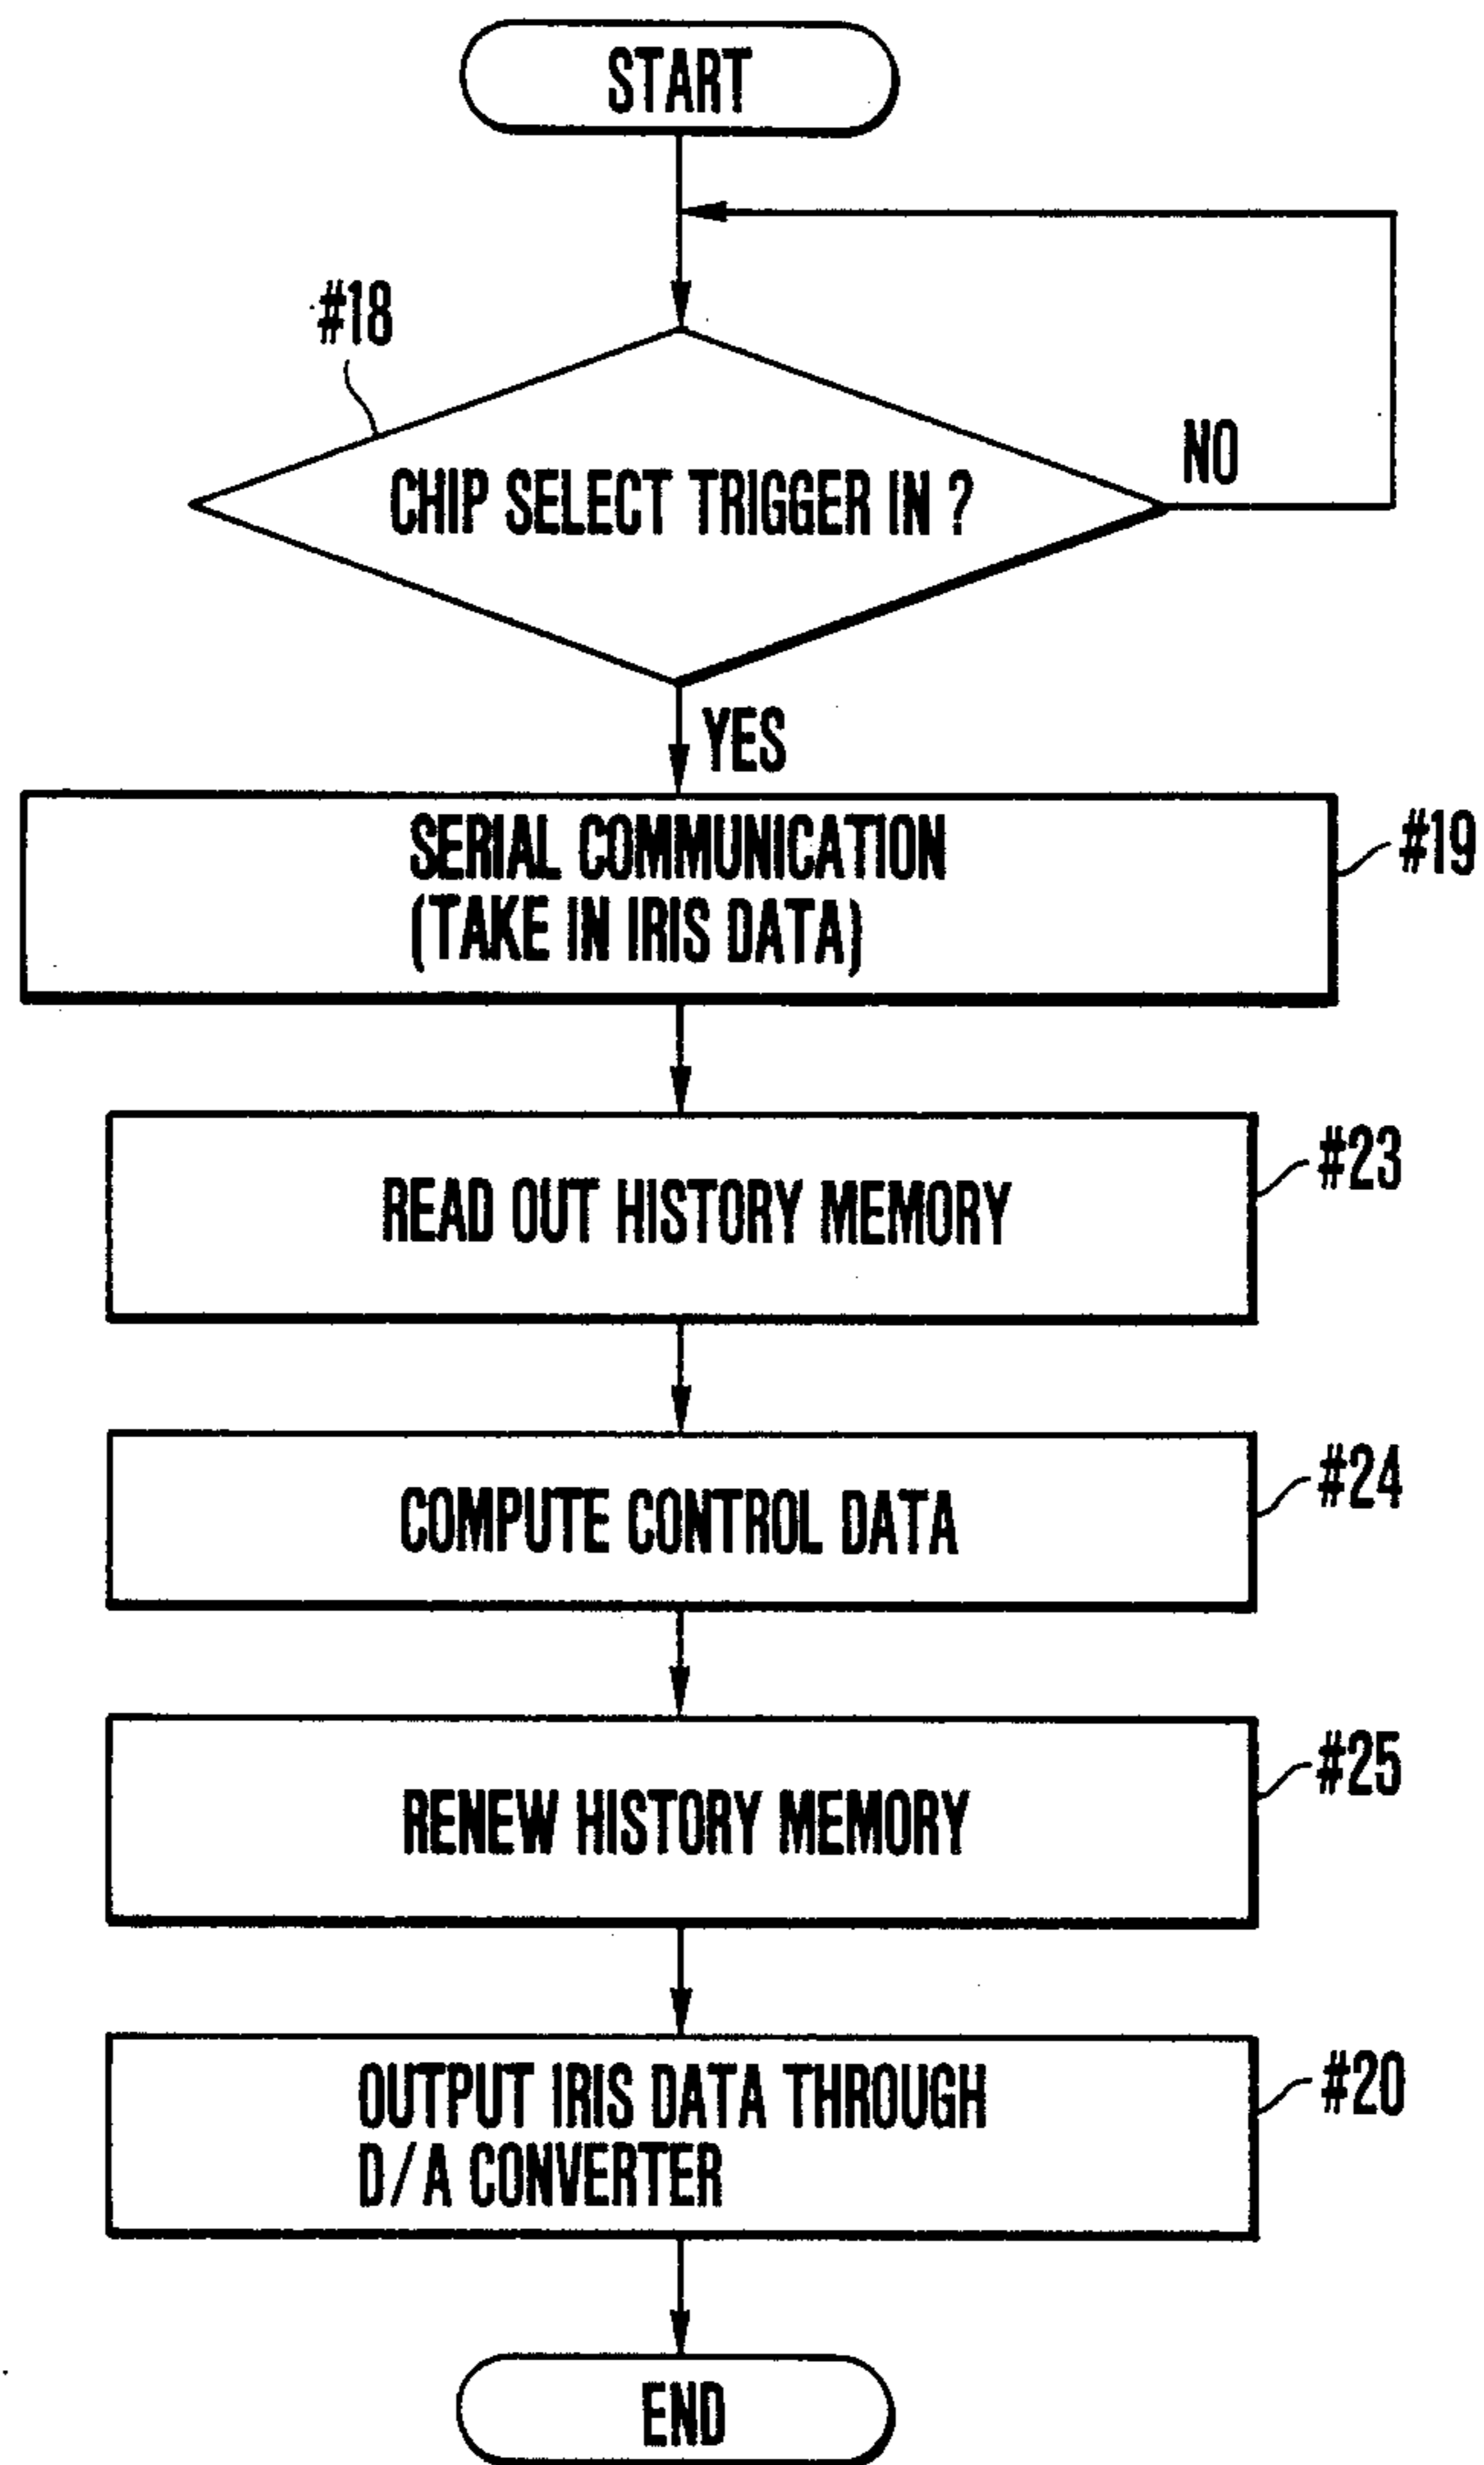 START
#18
CHIP SELECT TRIGGER IN ?
NO
YES
SERIAL COMMUNICATION
(TAKE IN IRIS DATA)
#19
READ OUT HISTORY MEMORY
#23
COMPUTE CONTROL DATA
#24
RENEW HISTORY MEMORY
#25
OUTPUT IRIS DATA THROUGH
D/A CONVERTER
#20
END